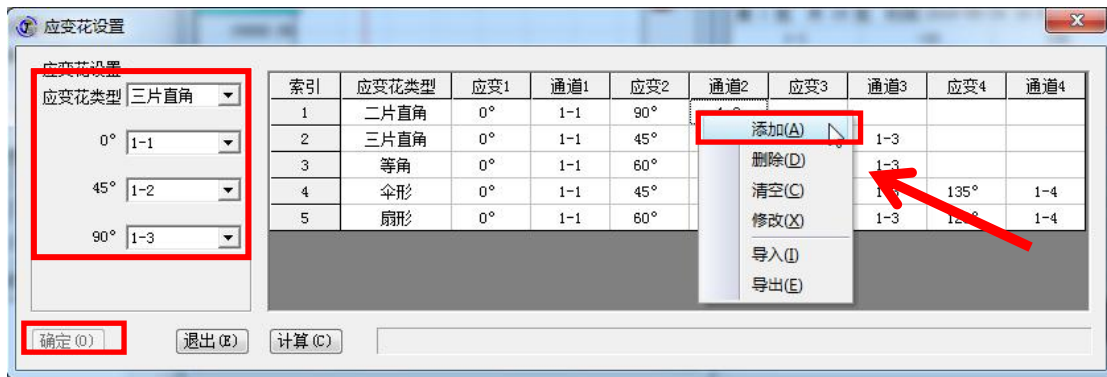 应变花设置
应变花设置
应变花类型 三片直角
0° 1-1
45° 1-2
90° 1-3
索引 应变花类型 应变1 通道1 应变2 通道2 应变3 通道3 应变4 通道4
1 二片直角 0° 1-1 90°
2 三片直角 0° 1-1 45° 1-3
3 等角 0° 1-1 60° 1-3
4 伞形 0° 1-1 45° 135° 1-4
5 扇形 0° 1-1 60° 1-3 120° 1-4
添加(A)
删除(D)
清空(C)
修改(X)
导入(I)
导出(E)
确定(O) 退出(E) 计算(C)